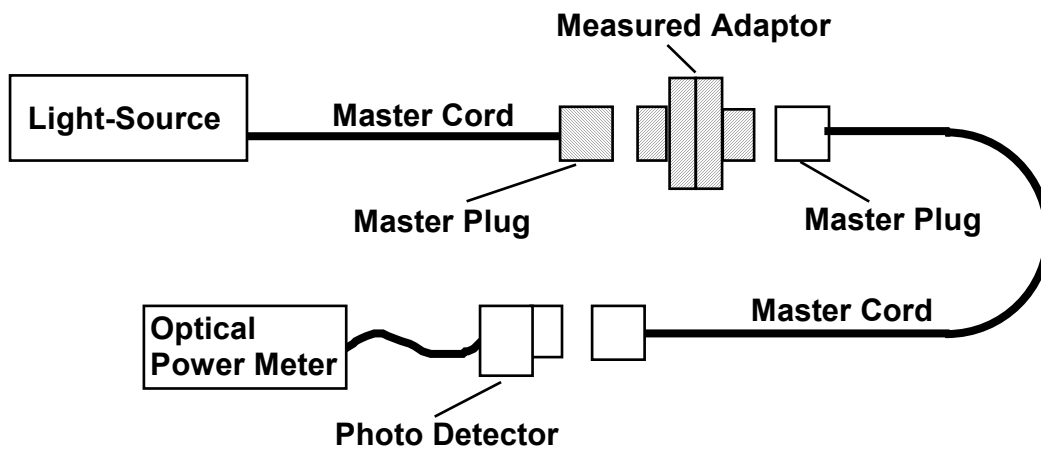 Measured Adaptor
Light-Source
Master Cord
Master Plug
Master Plug
Master Cord
Optical
Power Meter
Photo Detector